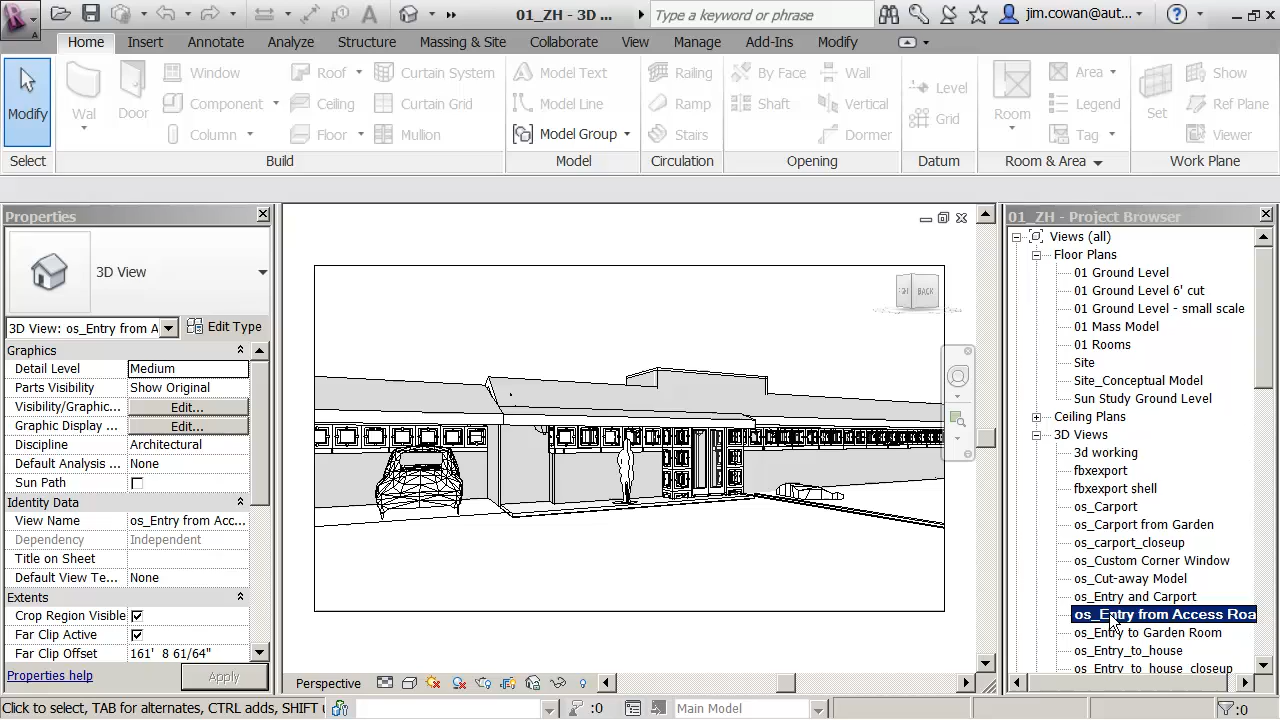 01_ZH - 3D ...
Type a keyword or phrase
jim.cowan@aut...
Home Insert Annotate Analyze Structure Massing & Site Collaborate View Manage Add-Ins Modify
Modify
Wal
Door
Window
Component
Column
Roof
Ceiling
Floor
Curtain System
Curtain Grid
Mullion
Model Text
Model Line
Model Group
Railing
Ramp
Stairs
By Face
Shaft
Wall
Vertical
Dormer
Level
Grid
Room
Area
Legend
Tag
Set
Show
Ref Plane
Viewer
Select Build Model Circulation Opening Datum Room & Area Work Plane
Properties
3D View
3D View: os_Entry from A
Edit Type
Graphics
Detail Level Medium
Parts Visibility Show Original
Visibility/Graphic... Edit...
Graphic Display ... Edit...
Discipline Architectural
Default Analysis ... None
Sun Path
Identity Data
View Name os_Entry from Acc...
Dependency Independent
Title on Sheet
Default View Te... None
Extents
Crop Region Visible
Far Clip Active
Far Clip Offset 161' 8 61/64"
Properties help
Apply
BACK
Perspective
01_ZH - Project Browser
Views (all)
Floor Plans
01 Ground Level
01 Ground Level 6' cut
01 Ground Level - small scale
01 Mass Model
01 Rooms
Site
Site_Conceptual Model
Sun Study Ground Level
Ceiling Plans
3D Views
3d working
fbxexport
fbxexport shell
os_Carport
os_Carport from Garden
os_carport_closeup
os_Custom Corner Window
os_Cut-away Model
os_Entry and Carport
os_Entry from Access Roa
os_Entry to Garden Room
os_Entry_to_house
os_Entry_to_house_closeup
Click to select, TAB for alternates, CTRL adds, SHIFT u
:0
Main Model
:0